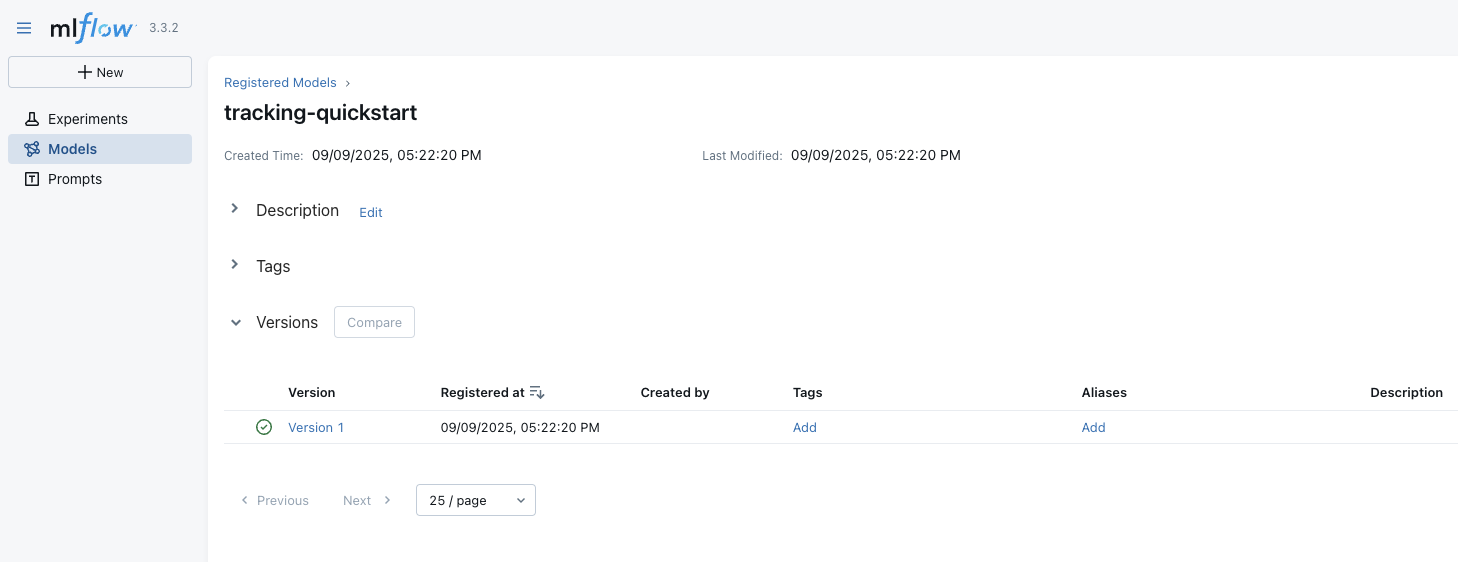 mlflow 3.3.2
New
Experiments
Models
Prompts
Registered Models
tracking-quickstart
Created Time: 09/09/2025, 05:22:20 PM Last Modified: 09/09/2025, 05:22:20 PM
Description Edit
Tags
Versions Compare
Version Registered at Created by Tags Aliases Description
Version 1 09/09/2025, 05:22:20 PM Add Add
Previous Next 25 / page